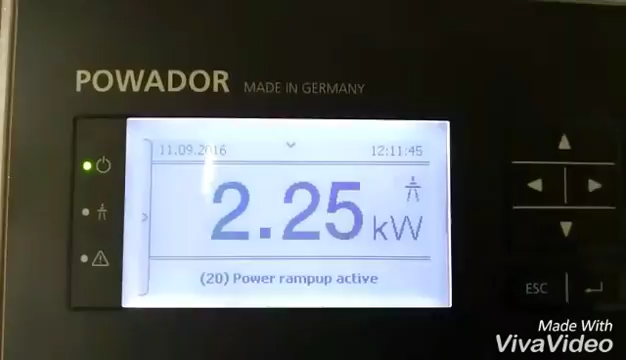 POWADOR MADE IN GERMANY
11.09.2016 12:11:45
2.25 kW
(20) Power rampup active
ESC
Made With
VivaVideo